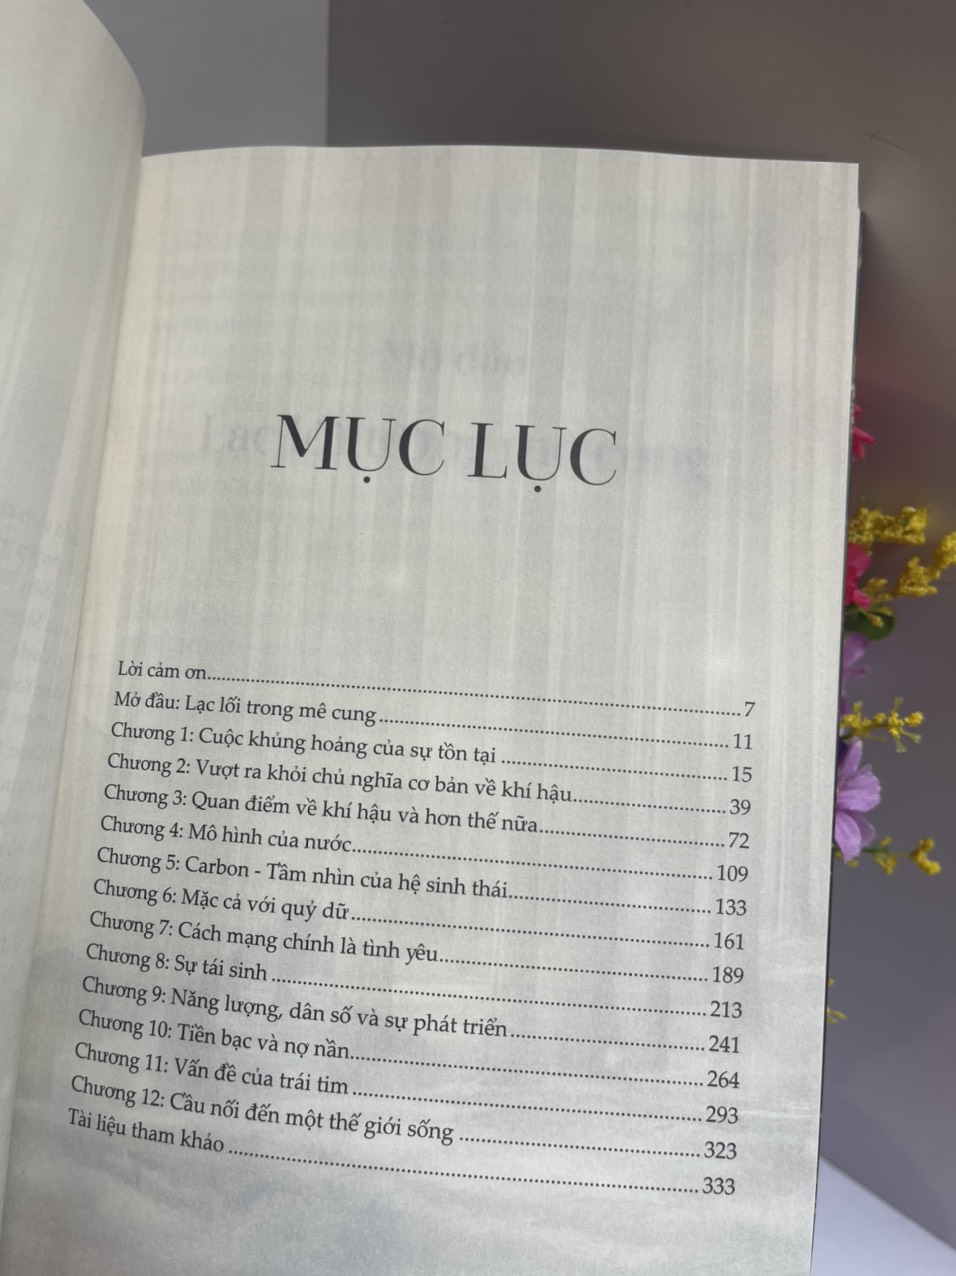 MỤC LỤC
Lời cảm ơn........................................7
Mở đầu: Lạc lối trong mê cung........................................11
Chương 1: Cuộc khủng hoảng của sự tồn tại........................................15
Chương 2: Vượt ra khỏi chủ nghĩa cơ bản về khí hậu........................................39
Chương 3: Quan điểm về khí hậu và hơn thế nữa........................................72
Chương 4: Mô hình của nước........................................109
Chương 5: Carbon - Tầm nhìn của hệ sinh thái........................................133
Chương 6: Mặc cả với quỷ dữ........................................161
Chương 7: Cách mạng chính là tình yêu........................................189
Chương 8: Sự tái sinh........................................213
Chương 9: Năng lượng, dân số và sự phát triển........................................241
Chương 10: Tiền bạc và nợ nần........................................264
Chương 11: Vấn đề của trái tim........................................293
Chương 12: Cầu nối đến một thế giới sống........................................323
Tài liệu tham khảo........................................333